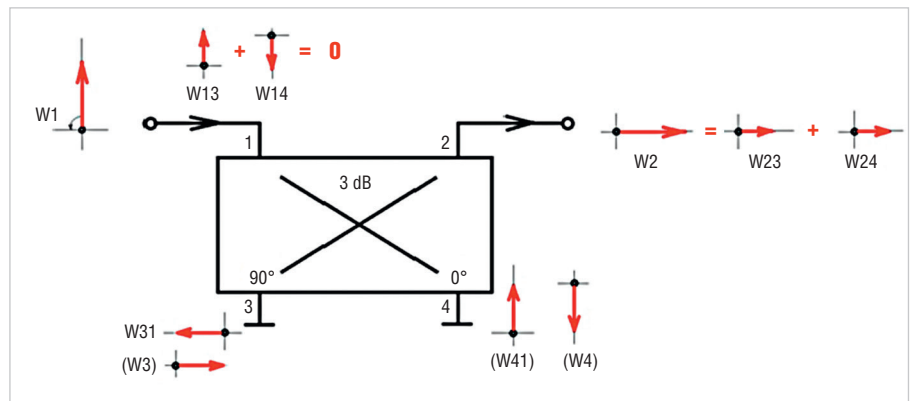 + = 0
W13 W14
W1
1 2
= +
W2 W23 W24
3 dB
90° 0°
3 4
W31
(W3)
(W41) (W4)